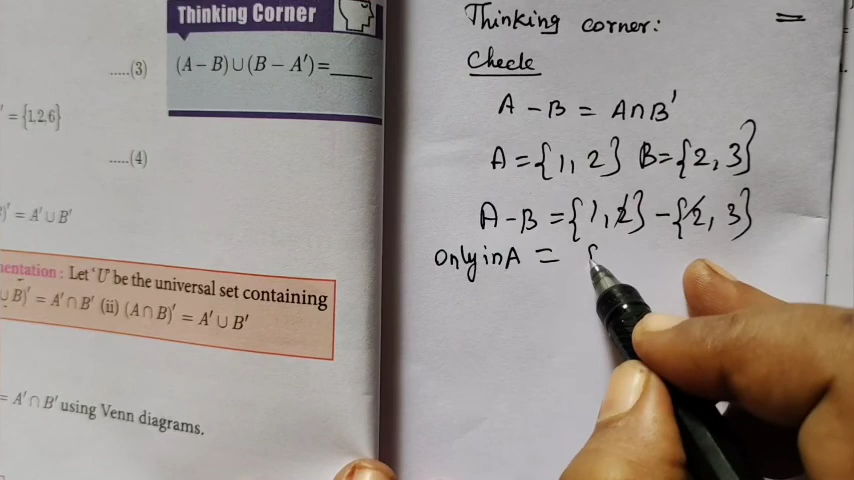 Thinking Corner
.....(3)
(A – B) ∪ (B – A′) = ____
′ = {1,2,6}
.....(4)
)′ = A′ ∪ B′
mentation : Let 'U' be the universal set containing
∪ B)′ = A′ ∩ B′ (ii) (A ∩ B)′ = A′ ∪ B′
= A′ ∩ B′ using Venn diagrams.
Thinking corner:
Check
A - B = A∩B'
A = {1, 2} B = {2, 3}
A - B = {1, 2} - {2, 3}
only in A =